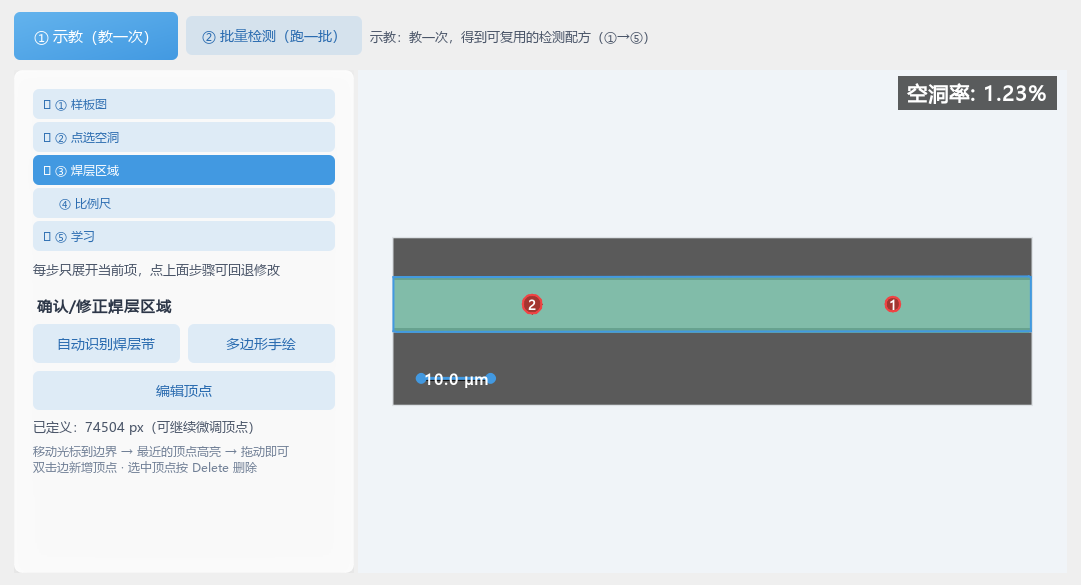 ① 示教（教一次）
② 批量检测（跑一批）
示教：教一次，得到可复用的检测配方（①→⑤）
① 样板图
② 点选空洞
③ 焊层区域
④ 比例尺
⑤ 学习
每步只展开当前项，点上面步骤可回退修改
确认/修正焊层区域
自动识别焊层带
多边形手绘
编辑顶点
已定义：74504 px（可继续微调顶点）
移动光标到边界 → 最近的顶点高亮 → 拖动即可
双击边新增顶点 · 选中顶点按 Delete 删除
空洞率: 1.23%
2
1
10.0 μm